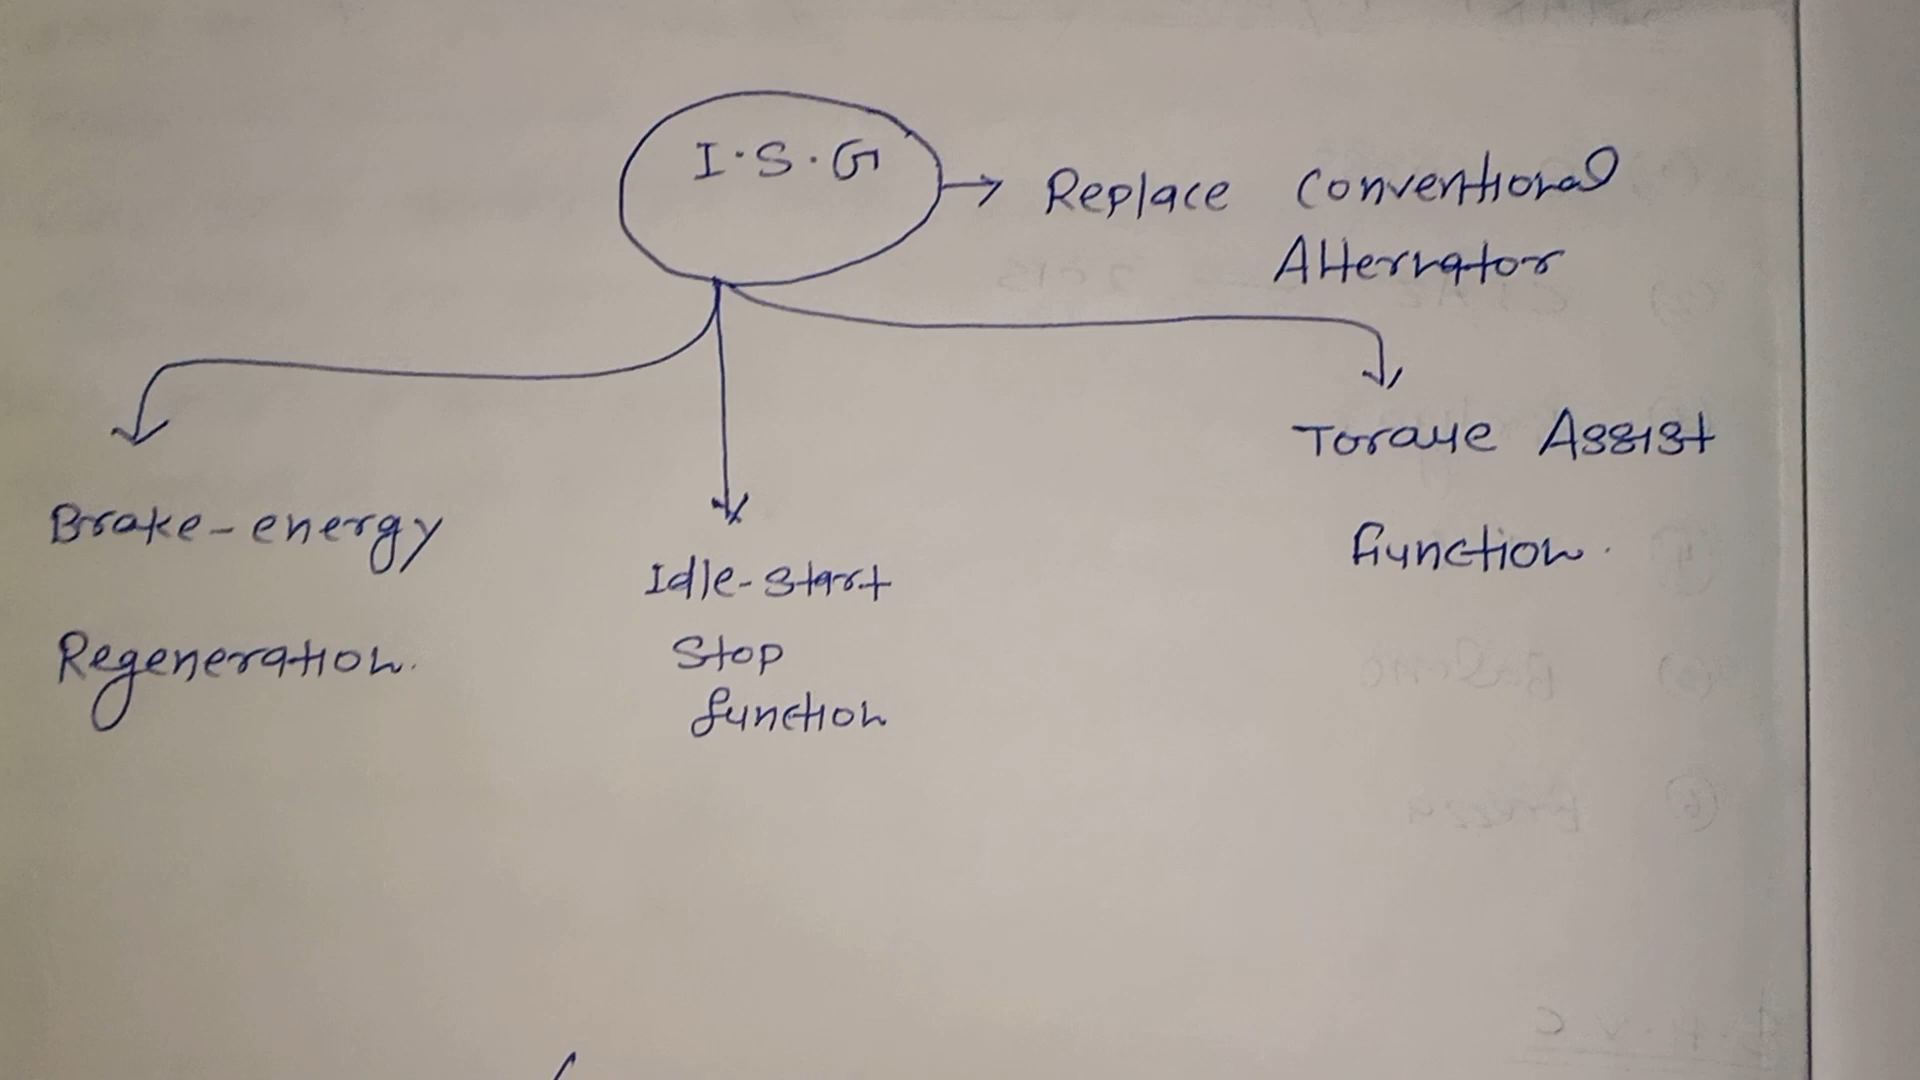 I.S.G → Replace Conventional
Alternator
Brake-energy
Regeneration.
Idle-Start
Stop
function
Torque Assist
function.